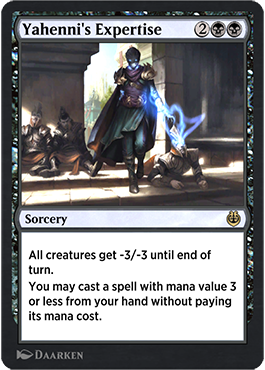 Yahenni's Expertise 2
Sorcery
All creatures get -3/-3 until end of
turn.
You may cast a spell with mana value 3
or less from your hand without paying
its mana cost.
DAARKEN